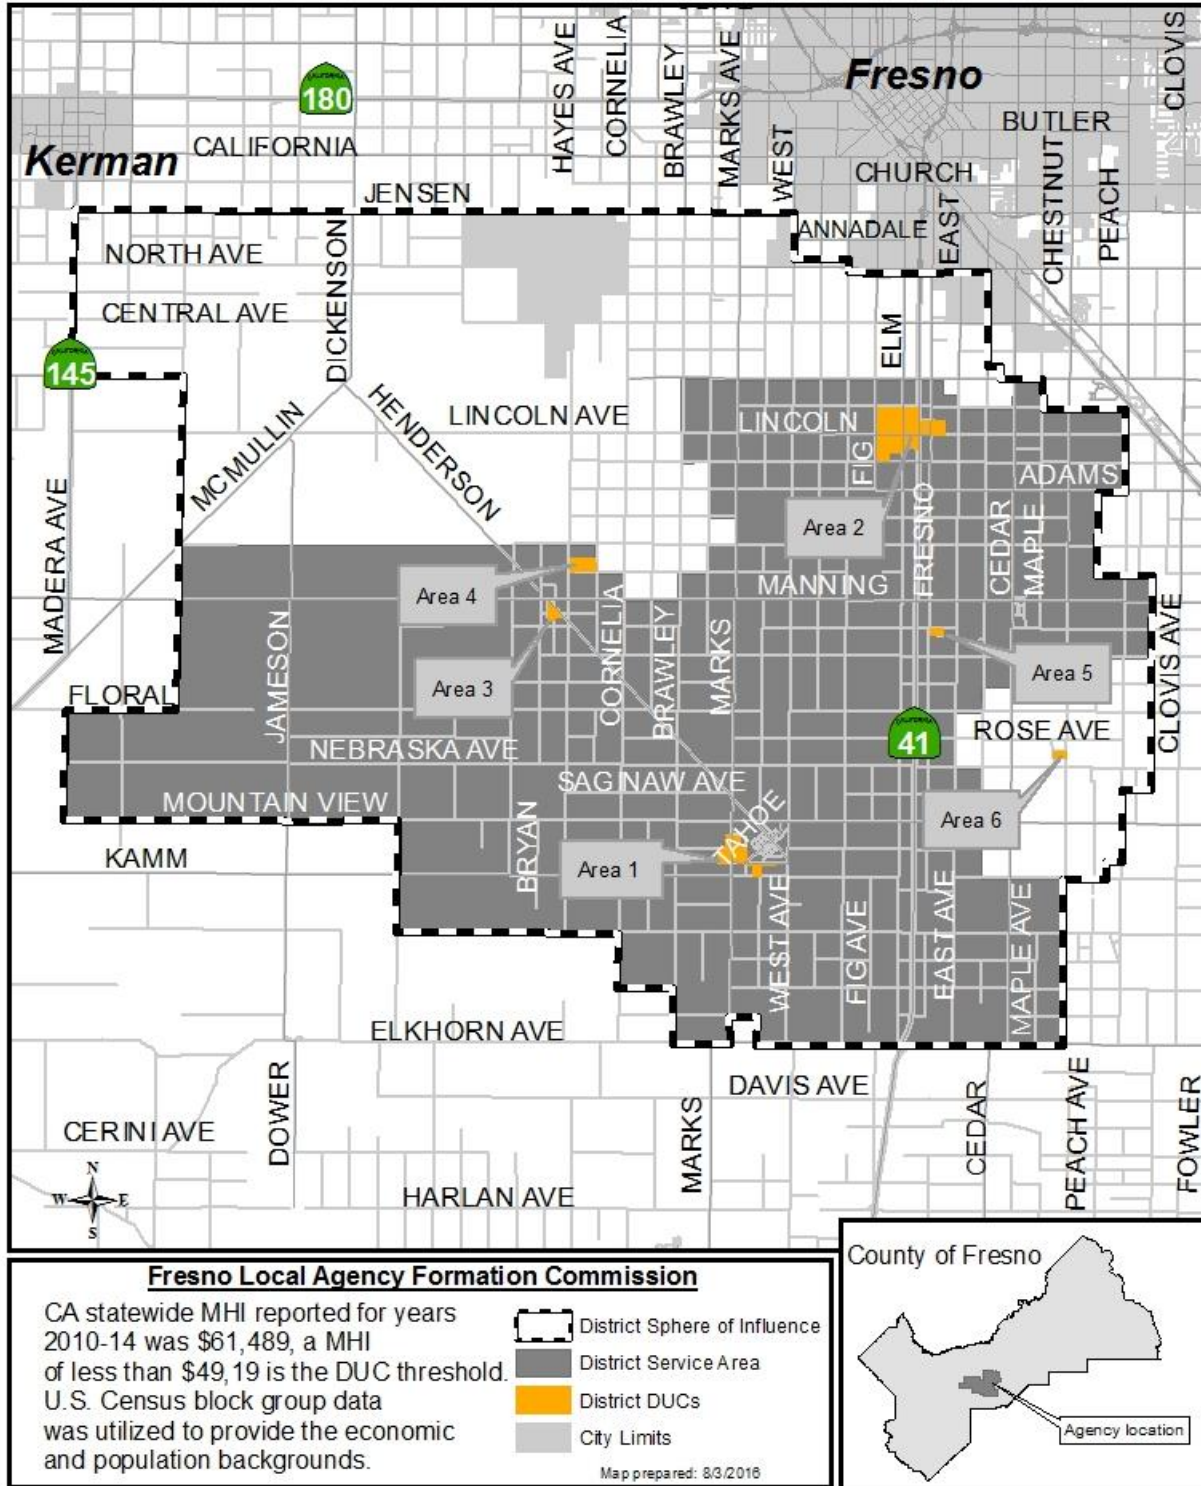 HAYES AVE
CORNELIA
BRAWLEY
MARKS AVE
CLOVIS
Fresno
CALIFORNIA
180
BUTLER
WEST
CHESTNUT
PEACH
Kerman
CALIFORNIA
CHURCH
JENSEN
EAST
ANNADALE
NORTH AVE
DICKENSON
CENTRAL AVE
ELM
CALIFORNIA
145
HENDERSON
LINCOLN AVE
LINCOLN
MCMULLIN
FIG
ADAMS
MADERA AVE
Area 2
FRESNO
CEDAR
MAPLE
MANNING
Area 4
CORNELIA
BRAWLEY
MARKS
CLOVIS AVE
Area 3
Area 5
JAMESON
FLORAL
CALIFORNIA
41
ROSE AVE
NEBRASKA AVE
SAGINAW AVE
MOUNTAIN VIEW
BRYAN
TAHOE
Area 6
KAMM
Area 1
WEST AVE
FIG AVE
EAST AVE
MAPLE AVE
ELKHORN AVE
DOWER
DAVIS AVE
MARKS
CEDAR
PEACH AVE
FOWLER
CERINI AVE
HARLAN AVE
N
W E
S
Fresno Local Agency Formation Commission
CA statewide MHI reported for years
2010-14 was $61,489, a MHI
of less than $49,19 is the DUC threshold.
U.S. Census block group data
was utilized to provide the economic
and population backgrounds.
District Sphere of Influence
District Service Area
District DUCs
City Limits
Map prepared: 8/3/2016
County of Fresno
Agency location